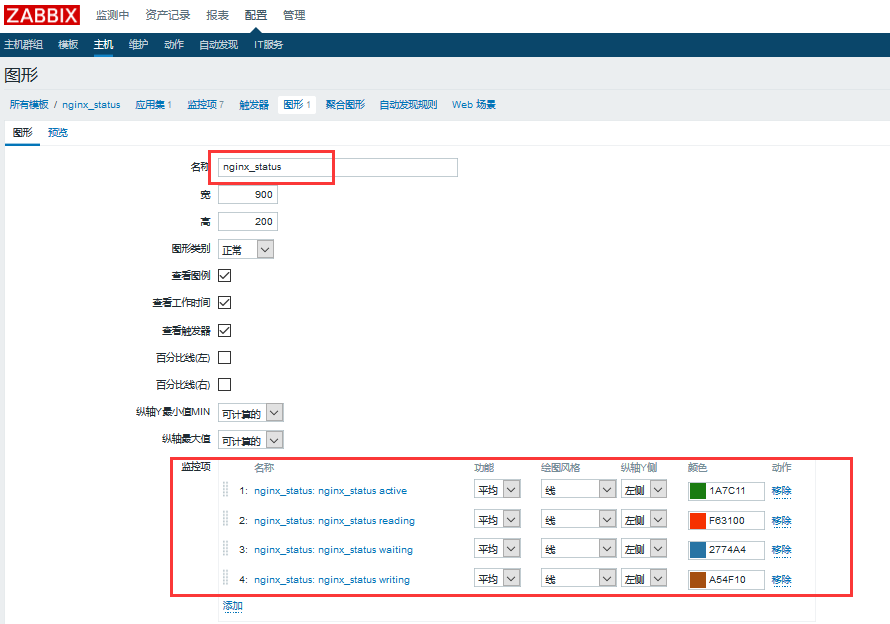 ZABBIX 监测中 资产记录 报表 配置 管理
主机群组 模板 主机 维护 动作 自动发现 IT服务
图形
所有模板 / nginx_status 应用集 1 监控项 7 触发器 图形 1 聚合图形 自动发现规则 Web 场景
图形 预览
名称 nginx_status
宽 900
高 200
图形类别 正常
查看图例
查看工作时间
查看触发器
百分比线(左)
百分比线(右)
纵轴Y最小值MIN 可计算的
纵轴最大值 可计算的
监控项 名称 功能 绘图风格 纵轴Y侧 颜色 动作
1: nginx_status: nginx_status active 平均 线 左侧 1A7C11 移除
2: nginx_status: nginx_status reading 平均 线 左侧 F63100 移除
3: nginx_status: nginx_status waiting 平均 线 左侧 2774A4 移除
4: nginx_status: nginx_status writing 平均 线 左侧 A54F10 移除
添加